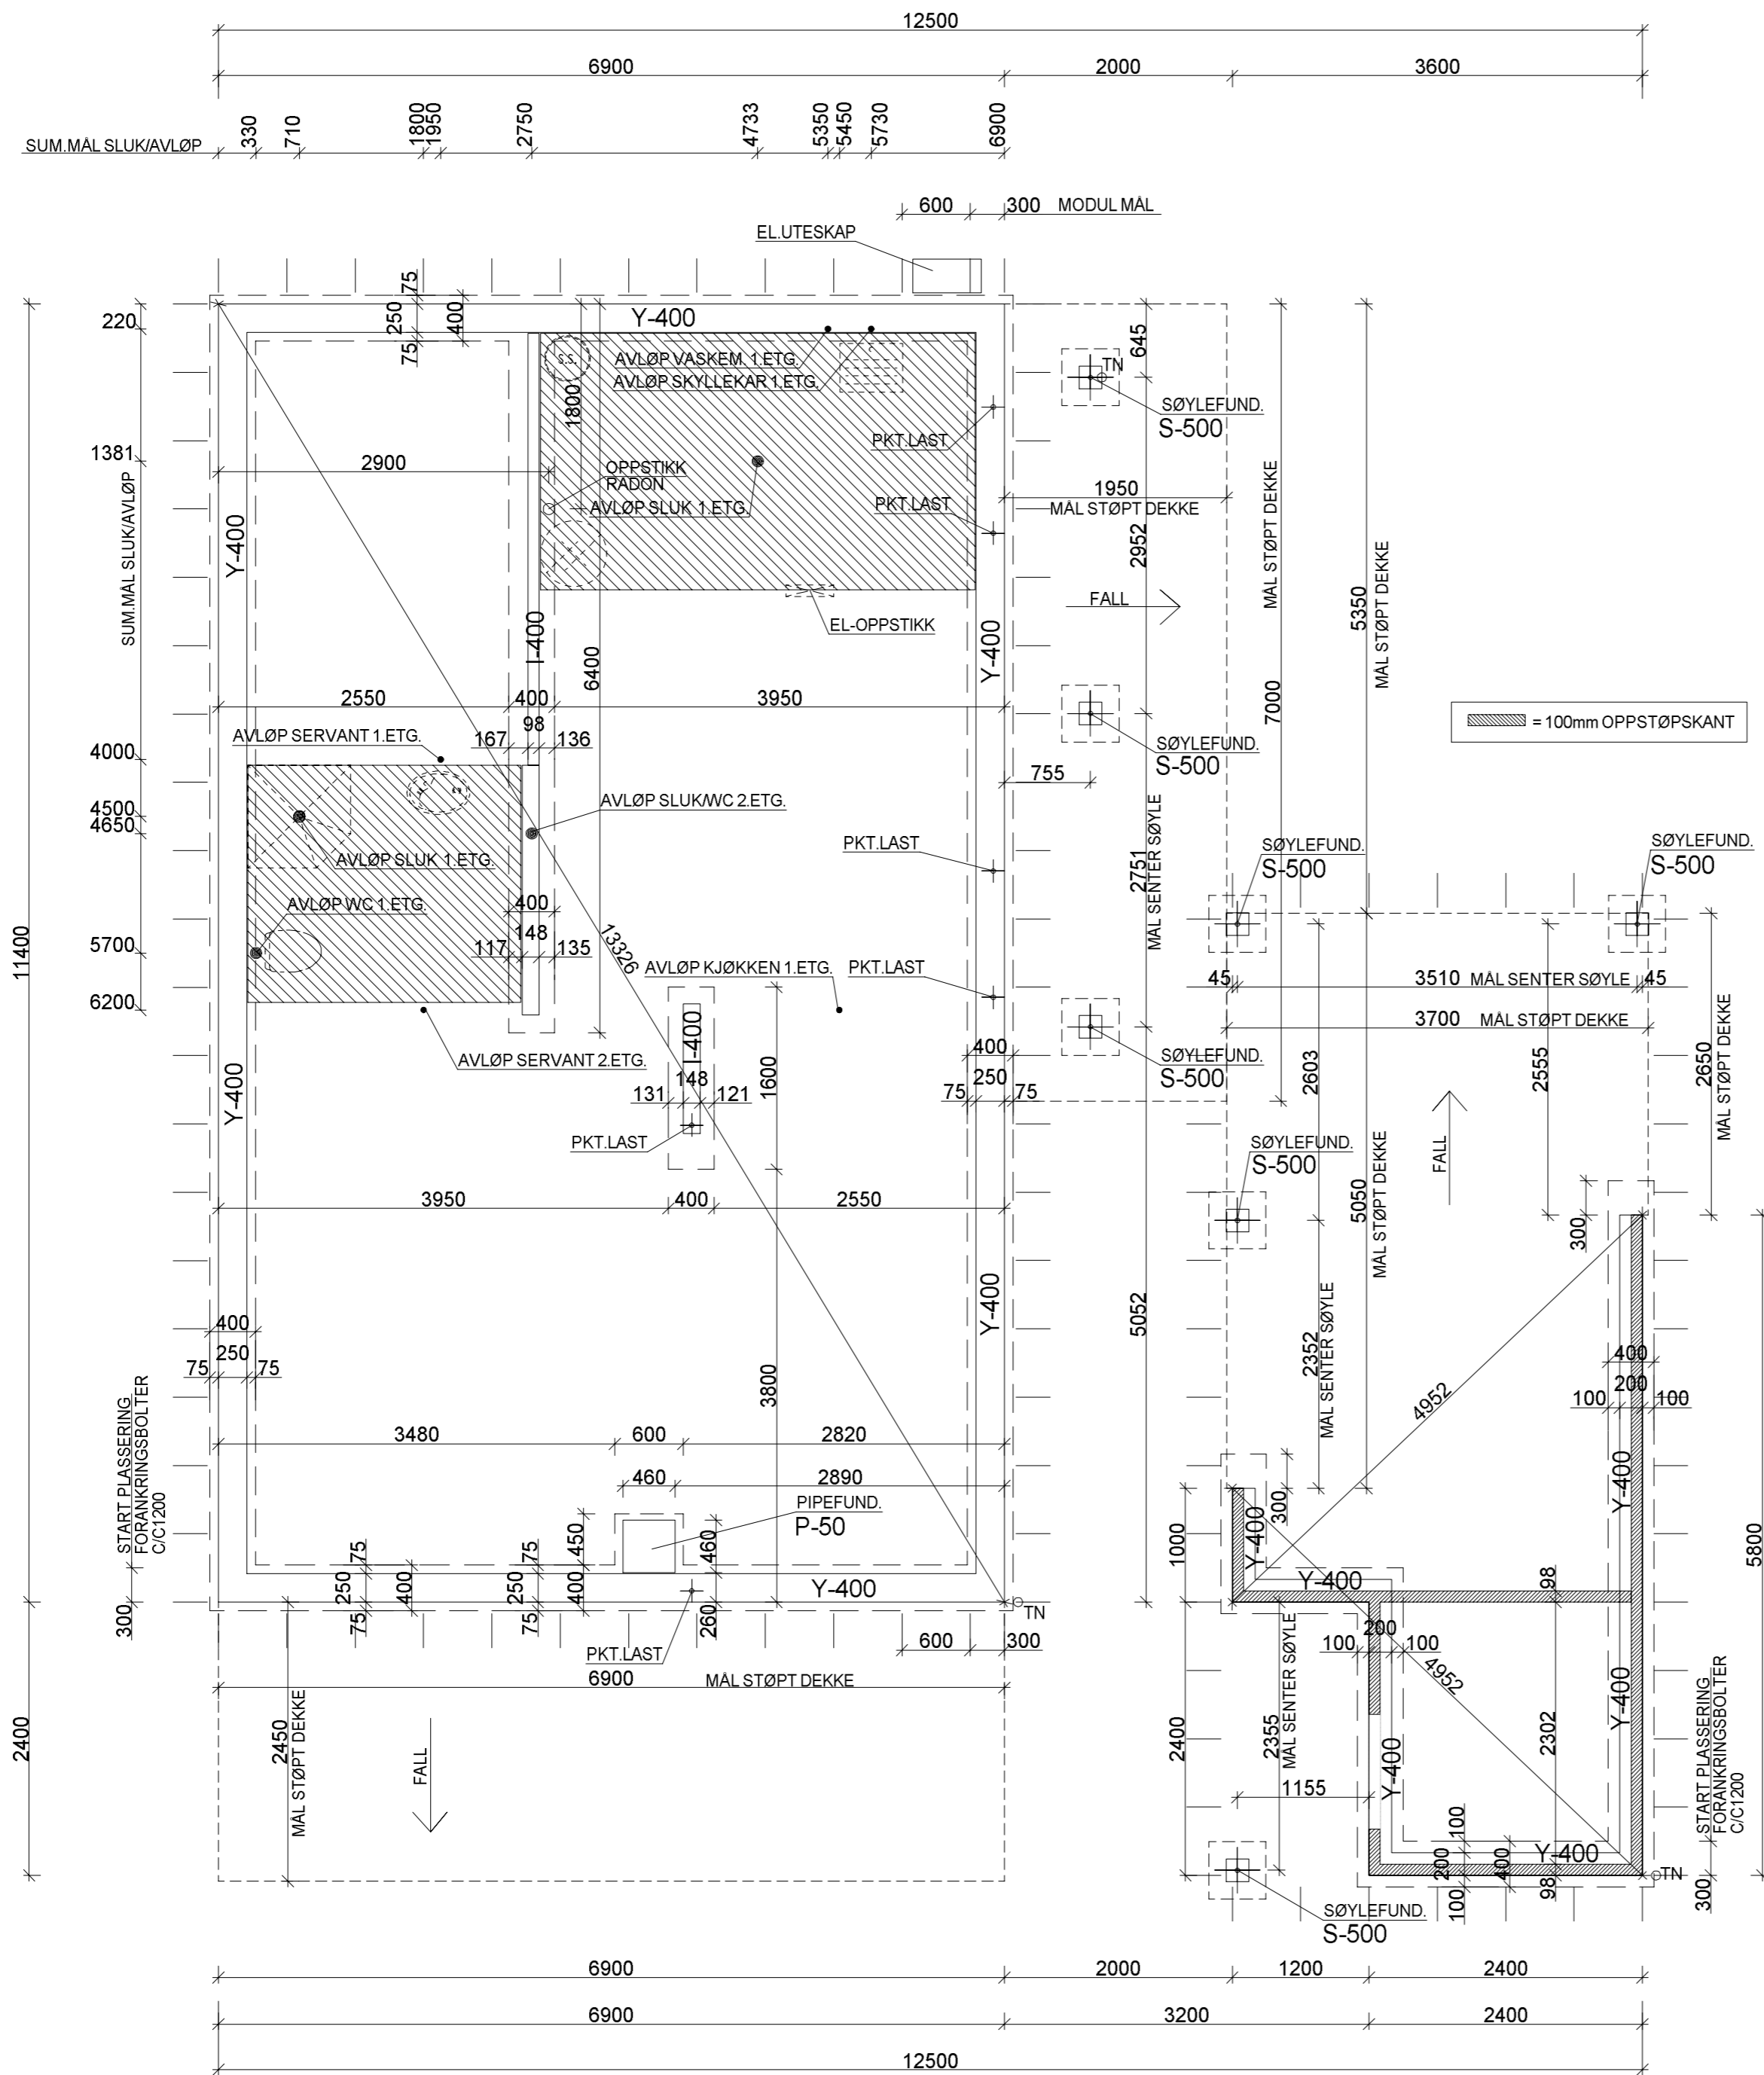 12500
6900 2000 3600
SUM.MÅL SLUK/AVLØP 330 710 1800 1950 2750 4733 5350 5450 5730 6900
600 300 MODUL MÅL
EL.UTESKAP
220
75
250
75
400
Y-400
645
S.S.
AVLØP VASKEM. 1.ETG.
AVLØP SKYLLEKAR 1.ETG.
TN
1800
SØYLEFUND.
S-500
PKT.LAST
1381
2900
OPPSTIKK
RADON
AVLØP SLUK 1.ETG.
PKT.LAST
1950
MÅL STØPT DEKKE
SUM.MÅL SLUK/AVLØP
Y-400
2952
MÅL STØPT DEKKE
5350
MÅL STØPT DEKKE
FALL
EL-OPPSTIKK
I-400
6400
Y-400
2550 400 3950
7000
= 100mm OPPSTØPSKANT
98
167 136
AVLØP SERVANT 1.ETG.
SØYLEFUND.
S-500
755
4000
4500
4650
AVLØP SLUK/WC 2.ETG.
AVLØP SLUK 1.ETG.
PKT.LAST
2751
MÅL SENTER SØYLE
SØYLEFUND.
S-500
SØYLEFUND.
S-500
AVLØP WC 1.ETG.
400
148
117 135
13326
5700
11400
AVLØP KJØKKEN 1.ETG. PKT.LAST
45 3510 MÅL SENTER SØYLE 45
6200
3700 MÅL STØPT DEKKE
AVLØP SERVANT 2.ETG.
I-400
1600
400
250
75 75
SØYLEFUND.
S-500
2603
2555
2650
MÅL STØPT DEKKE
Y-400
148
131 121
PKT.LAST
FALL
SØYLEFUND.
S-500
3950 400 2550
5050
MÅL STØPT DEKKE
300
Y-400
5052
400
250
75 75
3800
2352
MÅL SENTER SØYLE
4952
400
200
100 100
START PLASSERING
FORANKRINGSBOLTER
C/C1200
3480 600 2820
460 2890
PIPEFUND.
P-50
Y-400
300
1000
Y-400
5800
75
250
75
400
75
250
75
450
400
460
260
Y-400
Y-400
98
300
TN
PKT.LAST
600 300
200
100 100
6900 MÅL STØPT DEKKE
4952
2400
2450
MÅL STØPT DEKKE
FALL
2400
2355
MÅL SENTER SØYLE
1155
Y-400
2302
Y-400
START PLASSERING
FORANKRINGSBOLTER
C/C1200
100
200
100
400
98
Y-400
TN
300
SØYLEFUND.
S-500
6900 2000 1200 2400
6900 3200 2400
12500